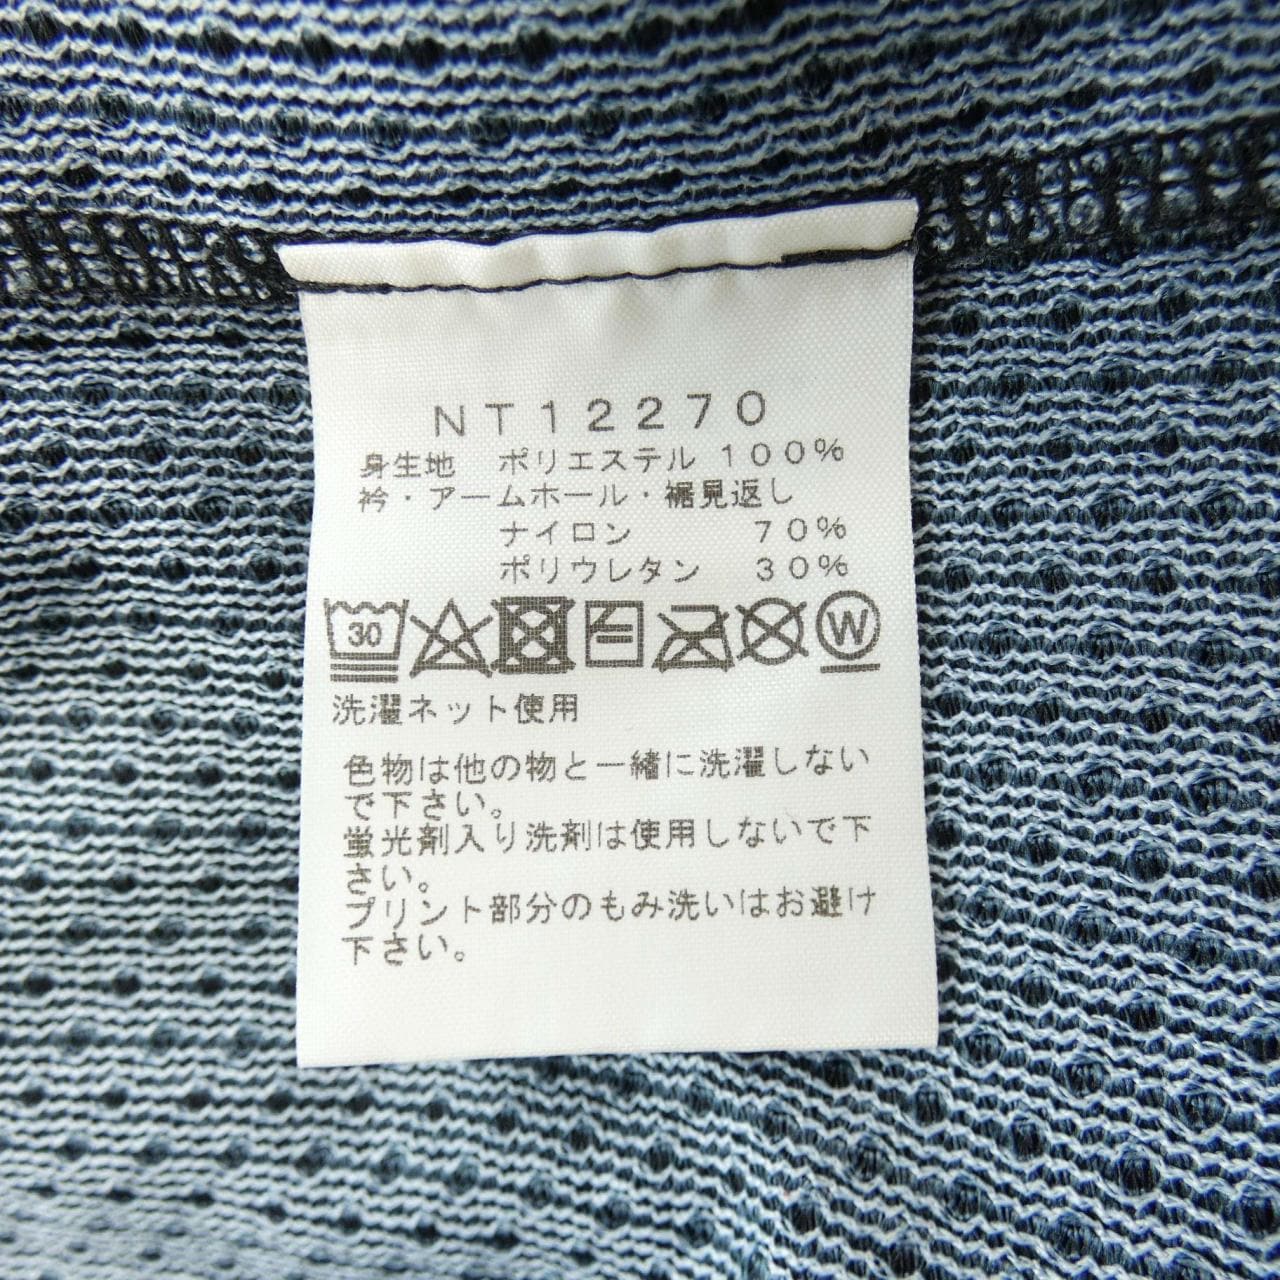 NT12270
身生地 ポリエステル 100%
衿・アームホール・裾見返し
ナイロン 70%
ポリウレタン 30%
30 W
洗濯ネット使用
色物は他の物と一緒に洗濯しない
で下さい。
蛍光剤入り洗剤は使用しないで下
さい。
プリント部分のもみ洗いはお避け
下さい。